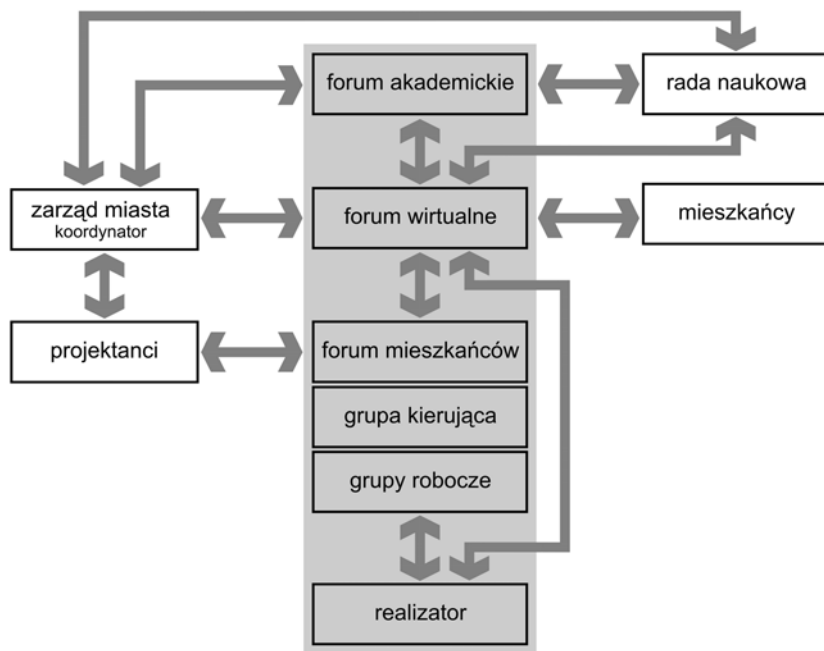 forum akademickie
rada naukowa
zarząd miasta
koordynator
forum wirtualne
mieszkańcy
projektanci
forum mieszkańców
grupa kierująca
grupy robocze
realizator